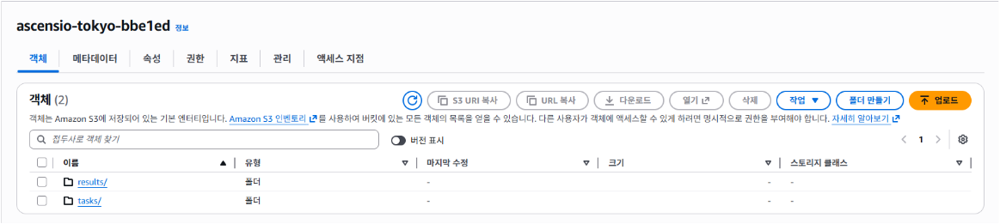 ascensio-tokyo-bbe1ed 정보
객체 메타데이터 속성 권한 지표 관리 액세스 지점
객체 (2) S3 URI 복사 URL 복사 다운로드 열기 삭제 작업 폴더 만들기 업로드
객체는 Amazon S3에 저장되어 있는 기본 엔터티입니다. Amazon S3 인벤토리 를 사용하여 버킷에 있는 모든 객체의 목록을 얻을 수 있습니다. 다른 사용자가 객체에 액세스할 수 있게 하려면 명시적으로 권한을 부여해야 합니다. 자세히 알아보기
접두사로 객체 찾기 버전 표시 1
이름 유형 마지막 수정 크기 스토리지 클래스
results/ 폴더 - - -
tasks/ 폴더 - - -